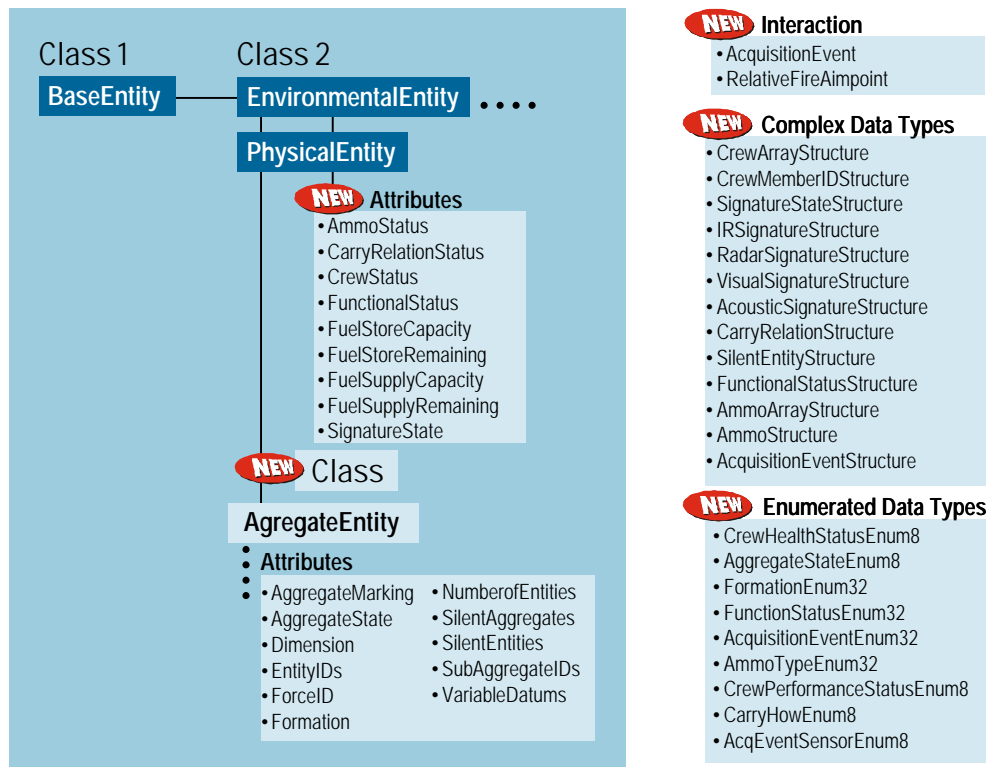 Class 1
Class 2
BaseEntity
EnvironmentalEntity
PhysicalEntity
NEW Attributes
• AmmoStatus
• CarryRelationStatus
• CrewStatus
• FunctionalStatus
• FuelStoreCapacity
• FuelStoreRemaining
• FuelSupplyCapacity
• FuelSupplyRemaining
• SignatureState
NEW Class
AgregateEntity
Attributes
• AggregateMarking
• AggregateState
• Dimension
• EntityIDs
• ForceID
• Formation
• NumberofEntities
• SilentAggregates
• SilentEntities
• SubAggregateIDs
• VariableDatums
NEW Interaction
• AcquisitionEvent
• RelativeFireAimpoint
NEW Complex Data Types
• CrewArrayStructure
• CrewMemberIDStructure
• SignatureStateStructure
• IRSignatureStructure
• RadarSignatureStructure
• VisualSignatureStructure
• AcousticSignatureStructure
• CarryRelationStructure
• SilentEntityStructure
• FunctionalStatusStructure
• AmmoArrayStructure
• AmmoStructure
• AcquisitionEventStructure
NEW Enumerated Data Types
• CrewHealthStatusEnum8
• AggregateStateEnum8
• FormationEnum32
• FunctionStatusEnum32
• AcquisitionEventEnum32
• AmmoTypeEnum32
• CrewPerformanceStatusEnum8
• CarryHowEnum8
• AcqEventSensorEnum8